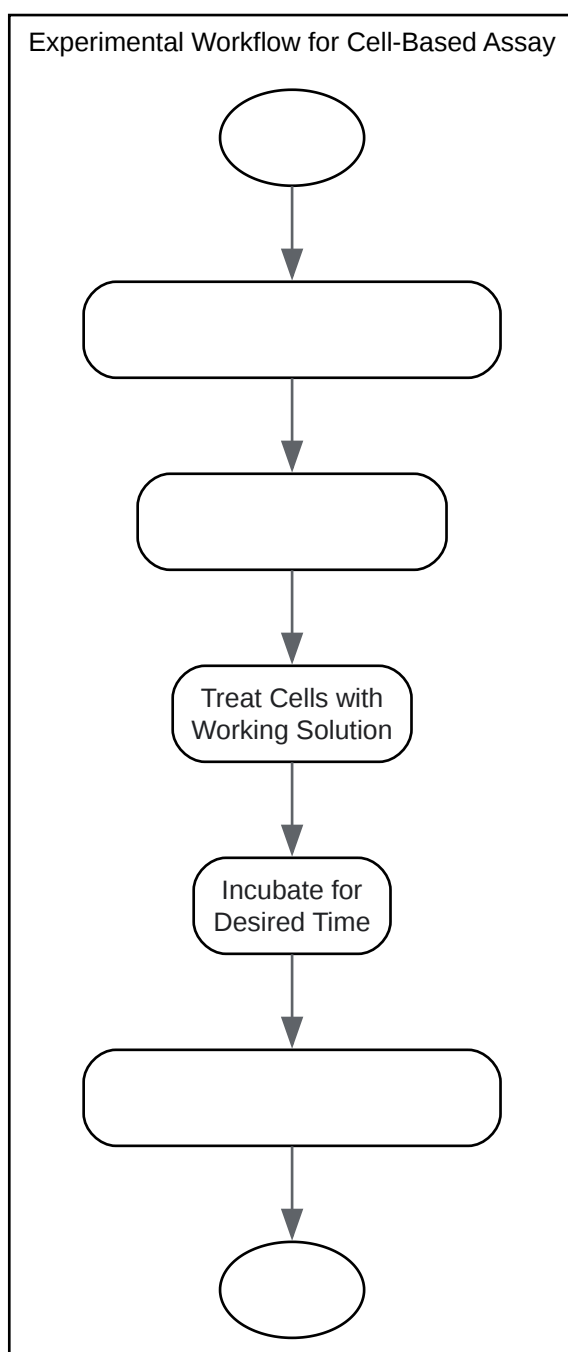 Experimental Workflow for Cell-Based Assay
Treat Cells with
Working Solution
Incubate for
Desired Time